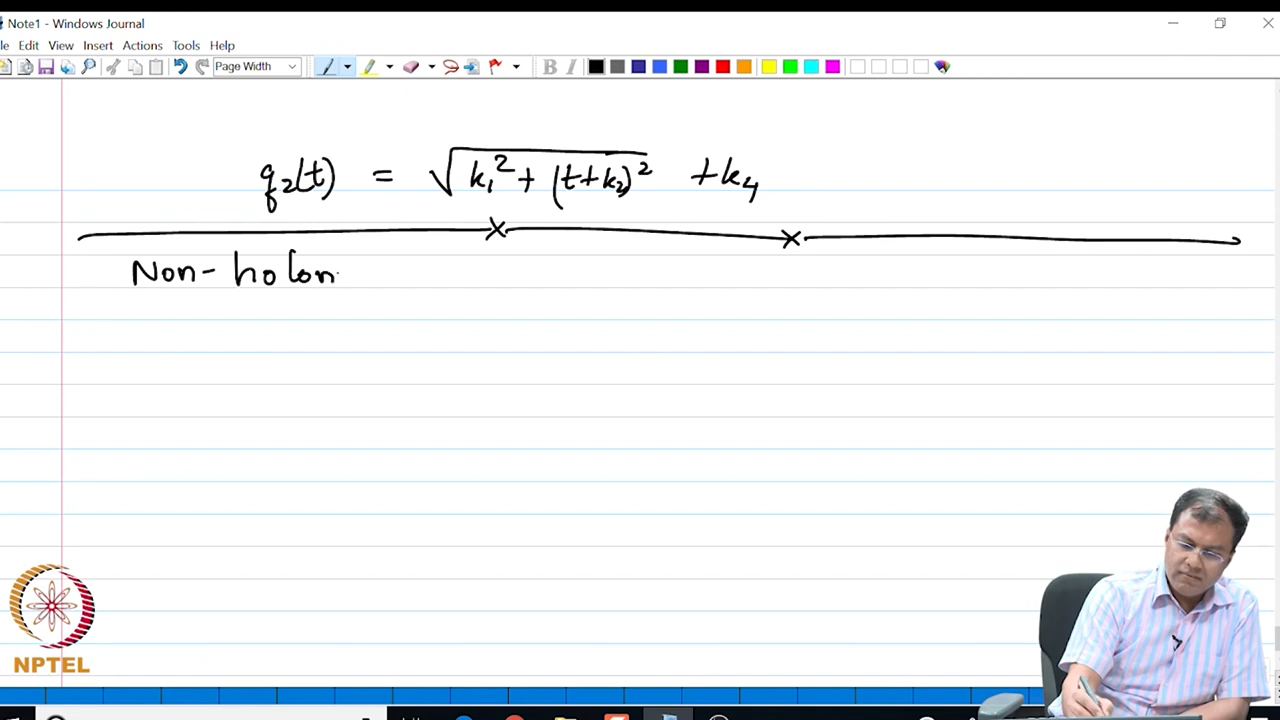 Note1 - Windows Journal
le Edit View Insert Actions Tools Help
Page Width
B I
q₂(t) = √(k₁² + (t+k₂)²) + k₄
Non-holon
NPTEL